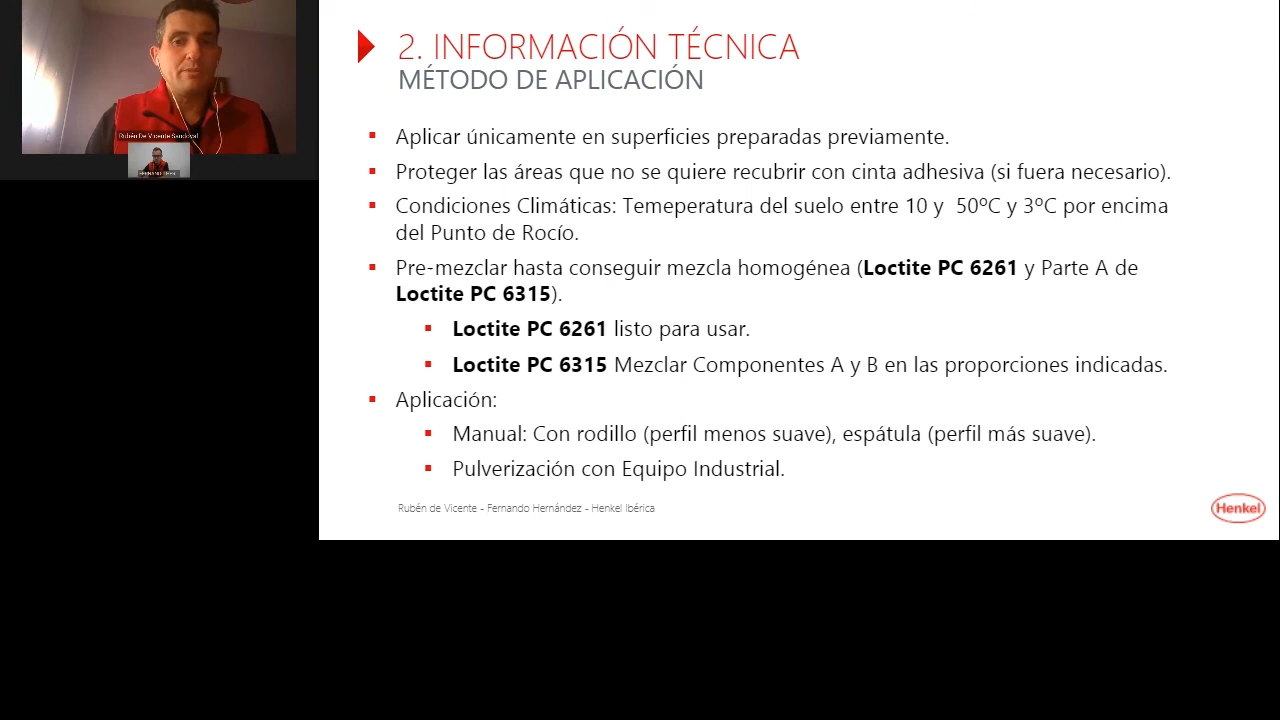 2. INFORMACIÓN TÉCNICA
MÉTODO DE APLICACIÓN
Rubén De Vicente Sandoval
▪ Aplicar únicamente en superficies preparadas previamente.
▪ Proteger las áreas que no se quiere recubrir con cinta adhesiva (si fuera necesario).
▪ Condiciones Climáticas: Temeperatura del suelo entre 10 y  50ºC y 3ºC por encima
del Punto de Rocío.
▪ Pre-mezclar hasta conseguir mezcla homogénea (Loctite PC 6261 y Parte A de
Loctite PC 6315).
▪ Loctite PC 6261 listo para usar.
▪ Loctite PC 6315 Mezclar Componentes A y B en las proporciones indicadas.
▪ Aplicación:
▪ Manual: Con rodillo (perfil menos suave), espátula (perfil más suave).
▪ Pulverización con Equipo Industrial.
Rubén de Vicente - Fernando Hernández - Henkel Ibérica
Henkel